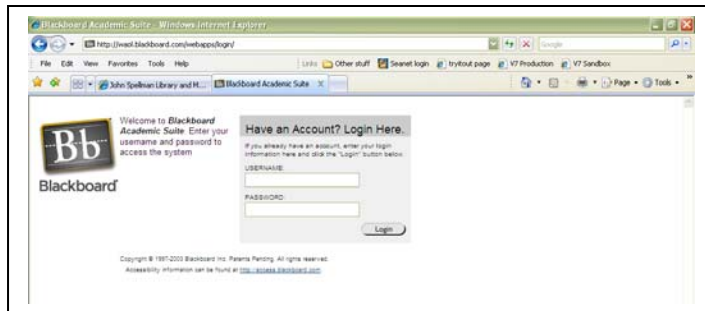 Blackboard Academic Suite - Windows Internet Explorer
http://waol.blackboard.com/webapps/login/
Google
File Edit View Favorites Tools Help
Links Other stuff Seanet login tryitout page V7 Production V7 Sandbox
John Spellman Library and M... Blackboard Academic Suite
Page Tools
Bb
Blackboard
Welcome to Blackboard
Academic Suite Enter your
username and password to
access the system
Have an Account? Login Here.
If you already have an account, enter your login
information here and click the "Login" button below.
USERNAME:
PASSWORD:
Login
Copyright © 1997-2003 Blackboard Inc. Patents Pending. All rights reserved.
Accessibility information can be found at http://access.blackboard.com.